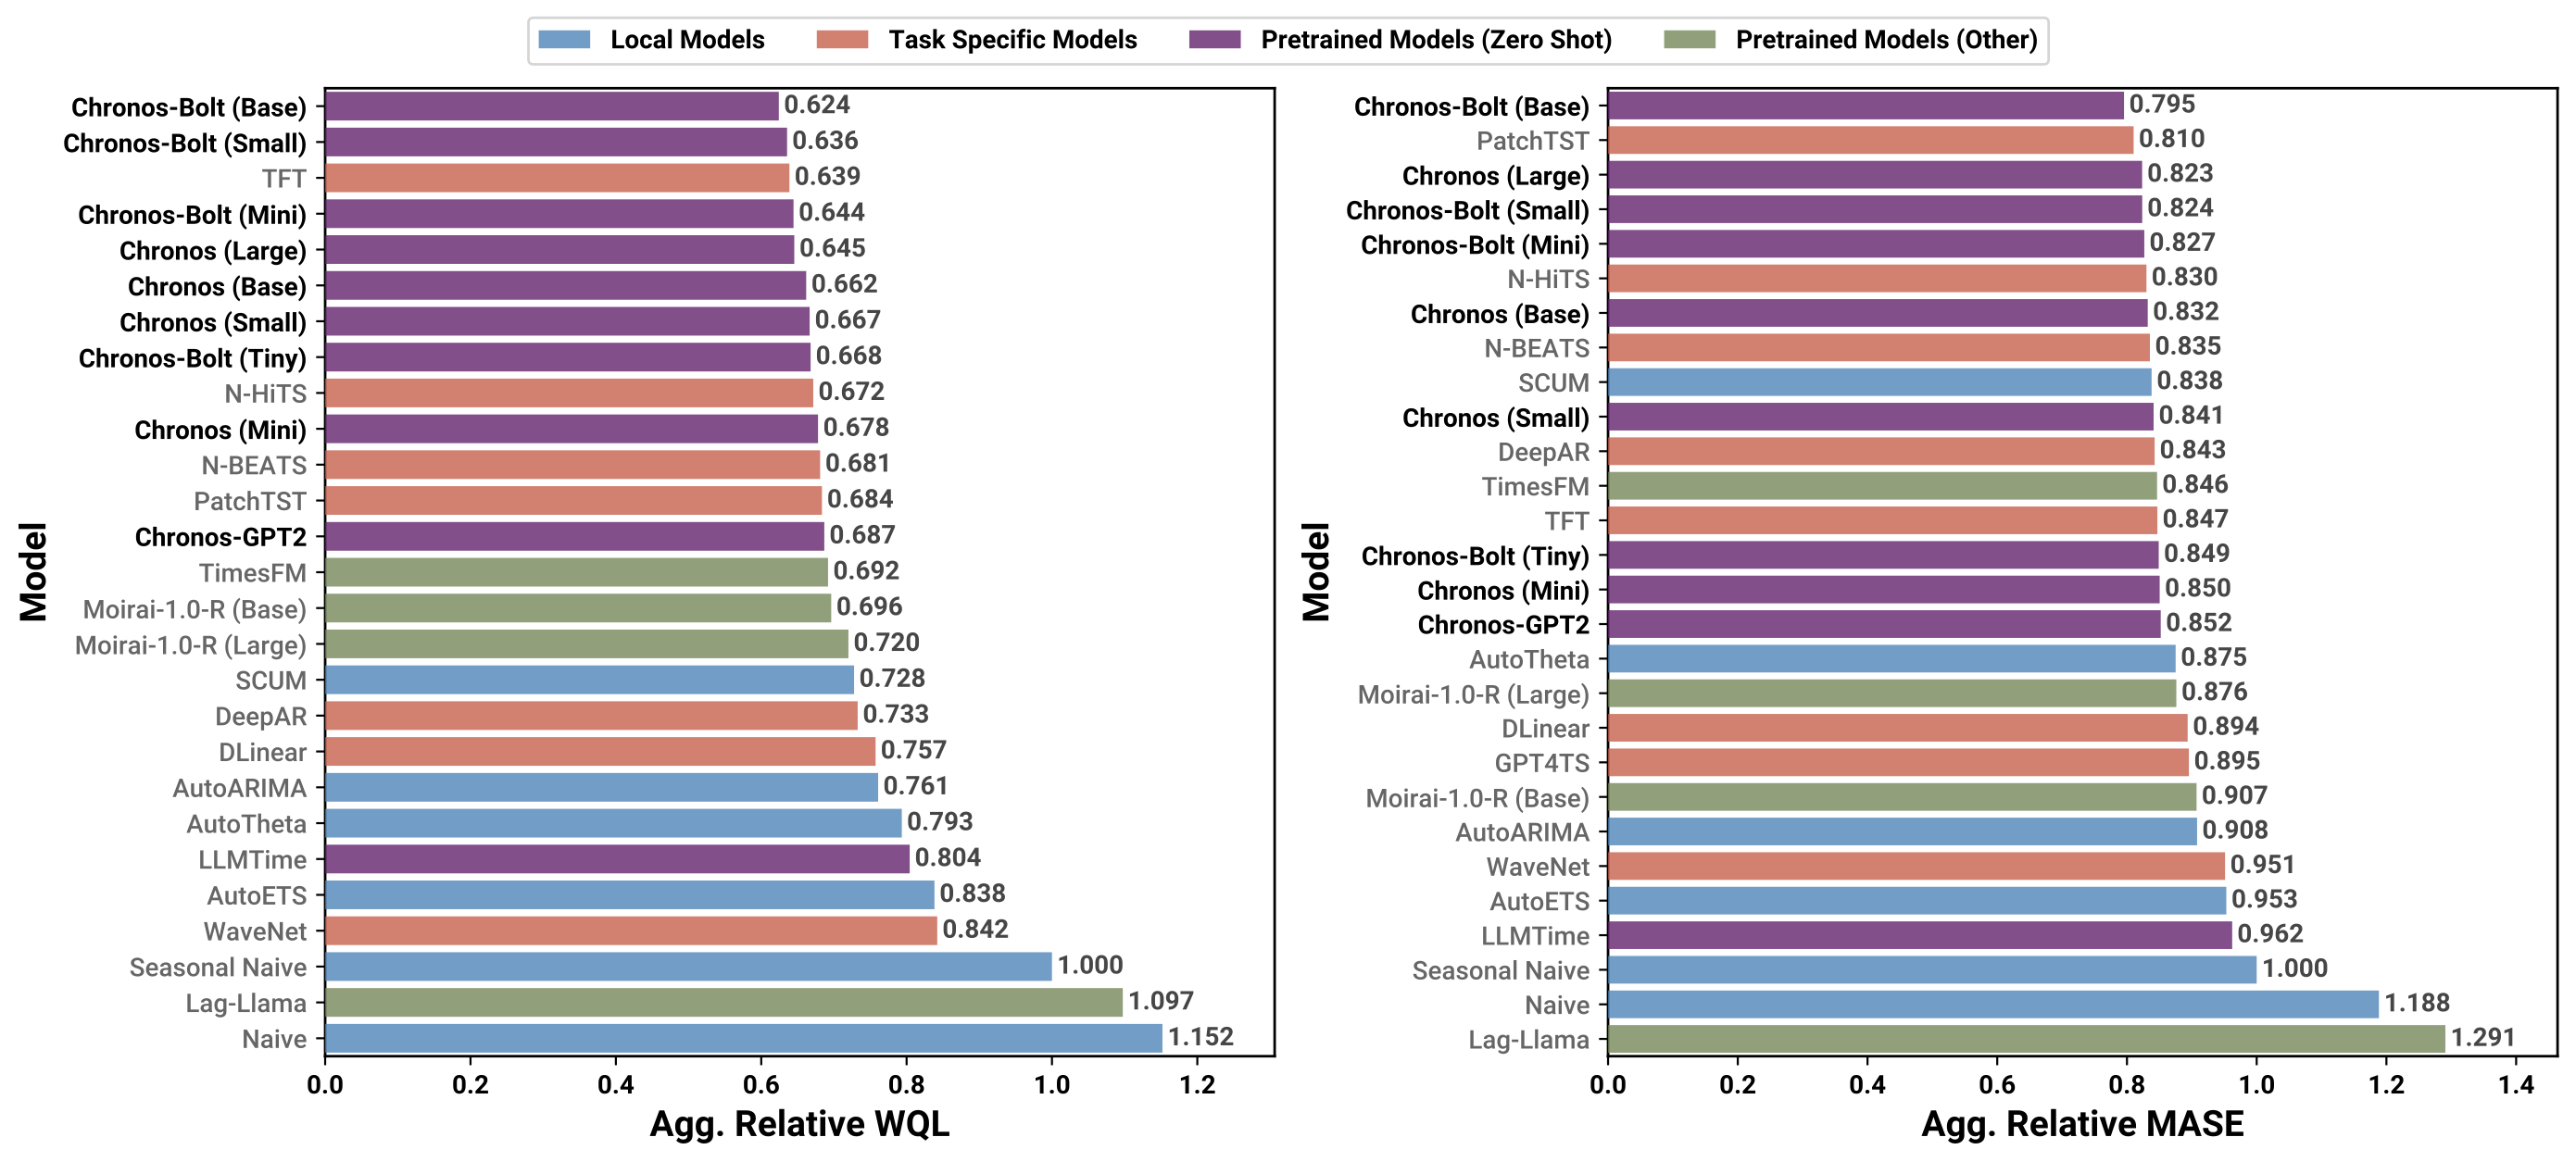 Local Models
Task Specific Models
Pretrained Models (Zero Shot)
Pretrained Models (Other)
Model
Chronos-Bolt (Base) 0.624
Chronos-Bolt (Small) 0.636
TFT 0.639
Chronos-Bolt (Mini) 0.644
Chronos (Large) 0.645
Chronos (Base) 0.662
Chronos (Small) 0.667
Chronos-Bolt (Tiny) 0.668
N-HiTS 0.672
Chronos (Mini) 0.678
N-BEATS 0.681
PatchTST 0.684
Chronos-GPT2 0.687
TimesFM 0.692
Moirai-1.0-R (Base) 0.696
Moirai-1.0-R (Large) 0.720
SCUM 0.728
DeepAR 0.733
DLinear 0.757
AutoARIMA 0.761
AutoTheta 0.793
LLMTime 0.804
AutoETS 0.838
WaveNet 0.842
Seasonal Naive 1.000
Lag-Llama 1.097
Naive 1.152
0.0 0.2 0.4 0.6 0.8 1.0 1.2
Agg. Relative WQL
Model
Chronos-Bolt (Base) 0.795
PatchTST 0.810
Chronos (Large) 0.823
Chronos-Bolt (Small) 0.824
Chronos-Bolt (Mini) 0.827
N-HiTS 0.830
Chronos (Base) 0.832
N-BEATS 0.835
SCUM 0.838
Chronos (Small) 0.841
DeepAR 0.843
TimesFM 0.846
TFT 0.847
Chronos-Bolt (Tiny) 0.849
Chronos (Mini) 0.850
Chronos-GPT2 0.852
AutoTheta 0.875
Moirai-1.0-R (Large) 0.876
DLinear 0.894
GPT4TS 0.895
Moirai-1.0-R (Base) 0.907
AutoARIMA 0.908
WaveNet 0.951
AutoETS 0.953
LLMTime 0.962
Seasonal Naive 1.000
Naive 1.188
Lag-Llama 1.291
0.0 0.2 0.4 0.6 0.8 1.0 1.2 1.4
Agg. Relative MASE